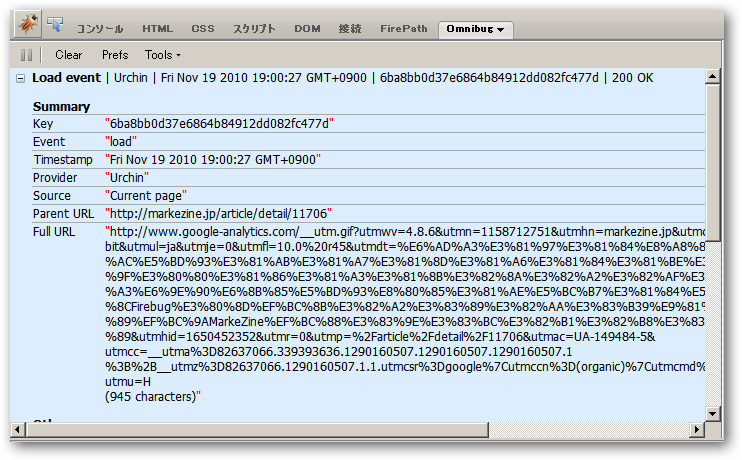 コンソール HTML CSS スクリプト DOM 接続 FirePath Omnibug
Clear Prefs Tools
Load event | Urchin | Fri Nov 19 2010 19:00:27 GMT+0900 | 6ba8bb0d37e6864b84912dd082fc477d | 200 OK
Summary
Key "6ba8bb0d37e6864b84912dd082fc477d"
Event "load"
Timestamp "Fri Nov 19 2010 19:00:27 GMT+0900"
Provider "Urchin"
Source "Current page"
Parent URL "http://markezine.jp/article/detail/11706"
Full URL "http://www.google-analytics.com/__utm.gif?utmwv=4.8.6&utmn=1158712751&utmhn=markezine.jp&utmc
bit&utmul=ja&utmje=0&utmfl=10.0%20r45&utmdt=%E6%AD%A3%E3%81%97%E3%81%84%E8%A8%8
%AC%E5%BD%93%E3%81%AB%E3%81%A7%E3%81%8D%E3%81%A6%E3%81%84%E3%81%BE%E3
%9F%E3%80%80%E3%81%86%E3%81%A3%E3%81%8B%E3%82%8A%E3%82%A2%E3%82%AF%E3
%A3%E6%9E%90%E6%8B%85%E5%BD%93%E8%80%85%E3%81%AE%E5%BC%B7%E3%81%84%E5
%8CFirebug%E3%80%8D%EF%BC%8B%E3%82%A2%E3%83%89%E3%82%AA%E3%83%B39%E9%81%
%89%EF%BC%9AMarkeZine%EF%BC%88%E3%83%9E%E3%83%BC%E3%82%B1%E3%82%B8%E3%83
%89&utmhid=1650452352&utmr=0&utmp=%2Farticle%2Fdetail%2F11706&utmac=UA-149484-5&
utmcc=__utma%3D82637066.339393636.1290160507.1290160507.1290160507.1
%3B%2B__utmz%3D82637066.1290160507.1.1.utmcsr%3Dgoogle%7Cutmccn%3D(organic)%7Cutmcmd%
utmu=H
(945 characters)"